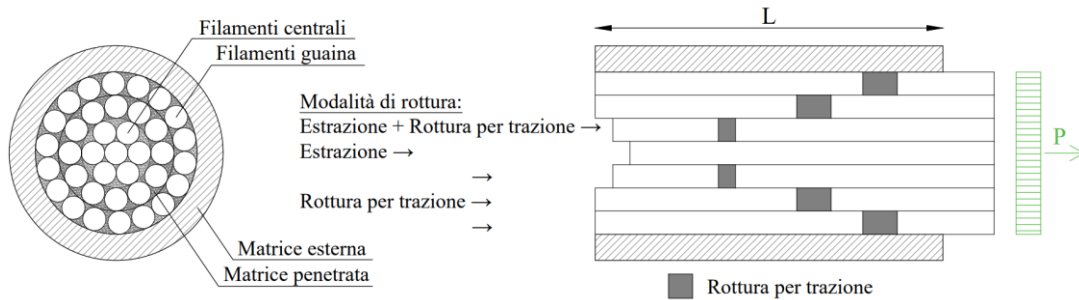 Filamenti centrali
Filamenti guaina
Modalità di rottura:
Estrazione + Rottura per trazione →
Estrazione →
→
Rottura per trazione →
→
Matrice esterna
Matrice penetrata
L
P
Rottura per trazione